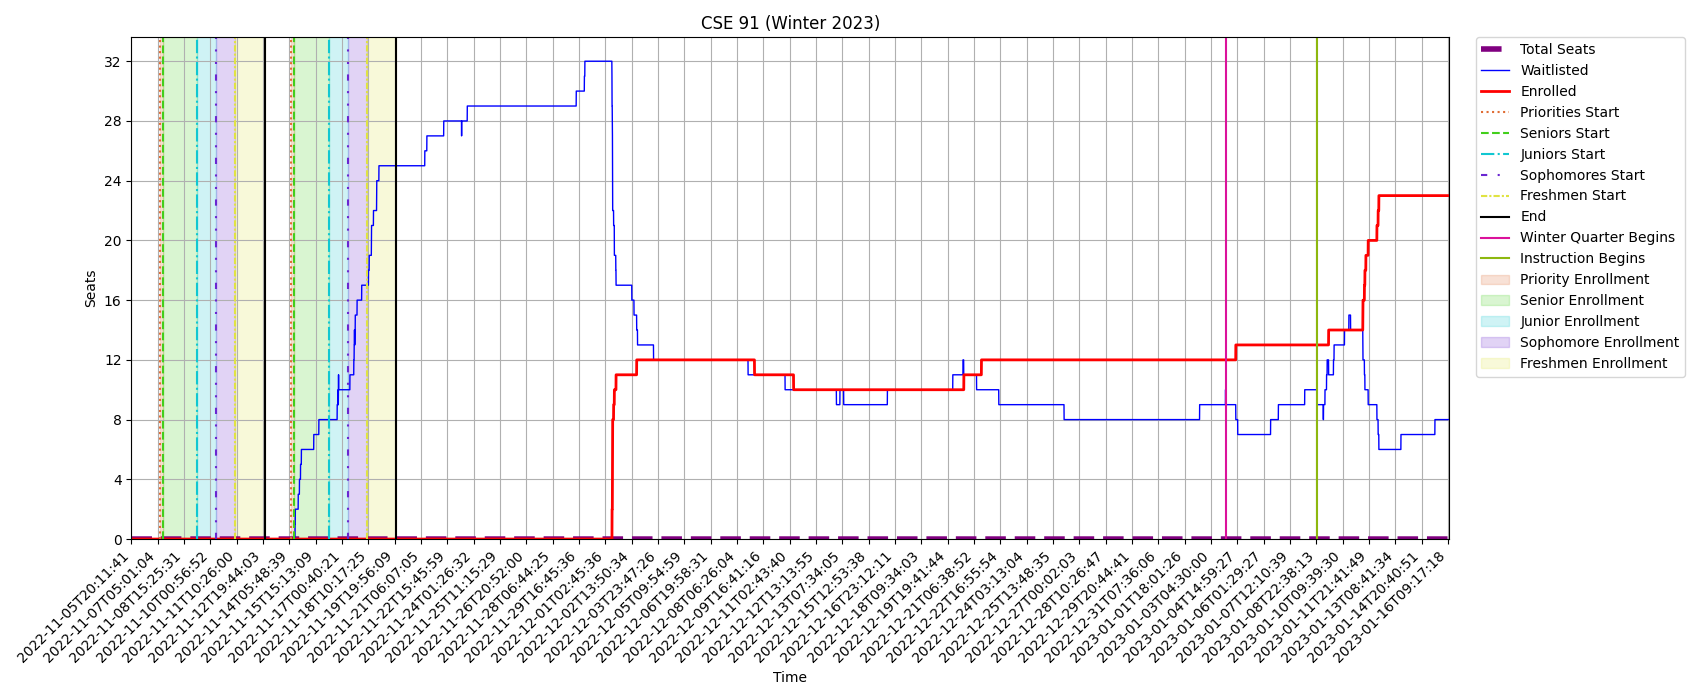 CSE 91 (Winter 2023)
32
28
24
20
16
12
8
4
0
Seats
2022-11-05T20:11:41
2022-11-07T05:01:04
2022-11-08T05:25:31
2022-11-10T00:56:52
2022-11-11T10:26:00
2022-11-12T19:44:03
2022-11-14T05:48:39
2022-11-15T15:13:09
2022-11-17T00:40:21
2022-11-18T10:17:25
2022-11-19T19:56:09
2022-11-21T06:07:05
2022-11-22T15:45:59
2022-11-24T01:26:32
2022-11-25T11:15:29
2022-11-26T20:52:00
2022-11-28T06:44:25
2022-11-29T16:45:36
2022-12-01T02:45:36
2022-12-02T13:50:34
2022-12-03T23:47:26
2022-12-05T09:54:59
2022-12-06T19:58:31
2022-12-08T06:26:04
2022-12-09T16:41:16
2022-12-11T02:43:40
2022-12-12T13:13:55
2022-12-13T07:34:05
2022-12-15T12:53:38
2022-12-16T23:12:11
2022-12-18T09:34:03
2022-12-19T19:41:44
2022-12-21T06:38:52
2022-12-22T16:55:54
2022-12-24T03:13:04
2022-12-25T13:48:35
2022-12-27T00:02:03
2022-12-28T10:26:47
2022-12-29T20:44:41
2022-12-31T07:36:06
2023-01-01T18:01:26
2023-01-03T04:30:00
2023-01-04T14:59:27
2023-01-06T01:29:27
2023-01-07T12:10:39
2023-01-08T22:38:13
2023-01-10T09:39:30
2023-01-11T21:41:49
2023-01-13T08:41:34
2023-01-14T20:40:51
2023-01-16T09:17:18
Time
Total Seats
Waitlisted
Enrolled
Priorities Start
Seniors Start
Juniors Start
Sophomores Start
Freshmen Start
End
Winter Quarter Begins
Instruction Begins
Priority Enrollment
Senior Enrollment
Junior Enrollment
Sophomore Enrollment
Freshmen Enrollment